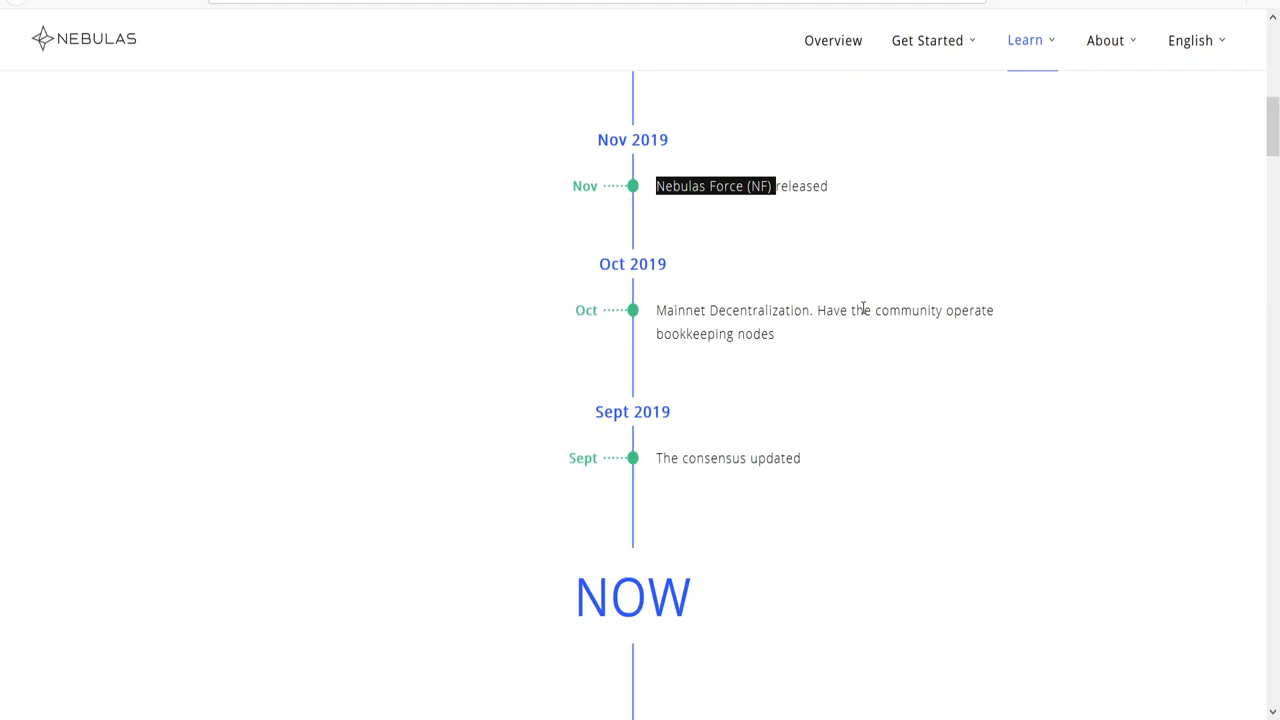 NEBULAS
Overview
Get Started
Learn
About
English
Nov 2019
Nov
Nebulas Force (NF) released
Oct 2019
Oct
Mainnet Decentralization. Have the community operate
bookkeeping nodes
Sept 2019
Sept
The consensus updated
NOW